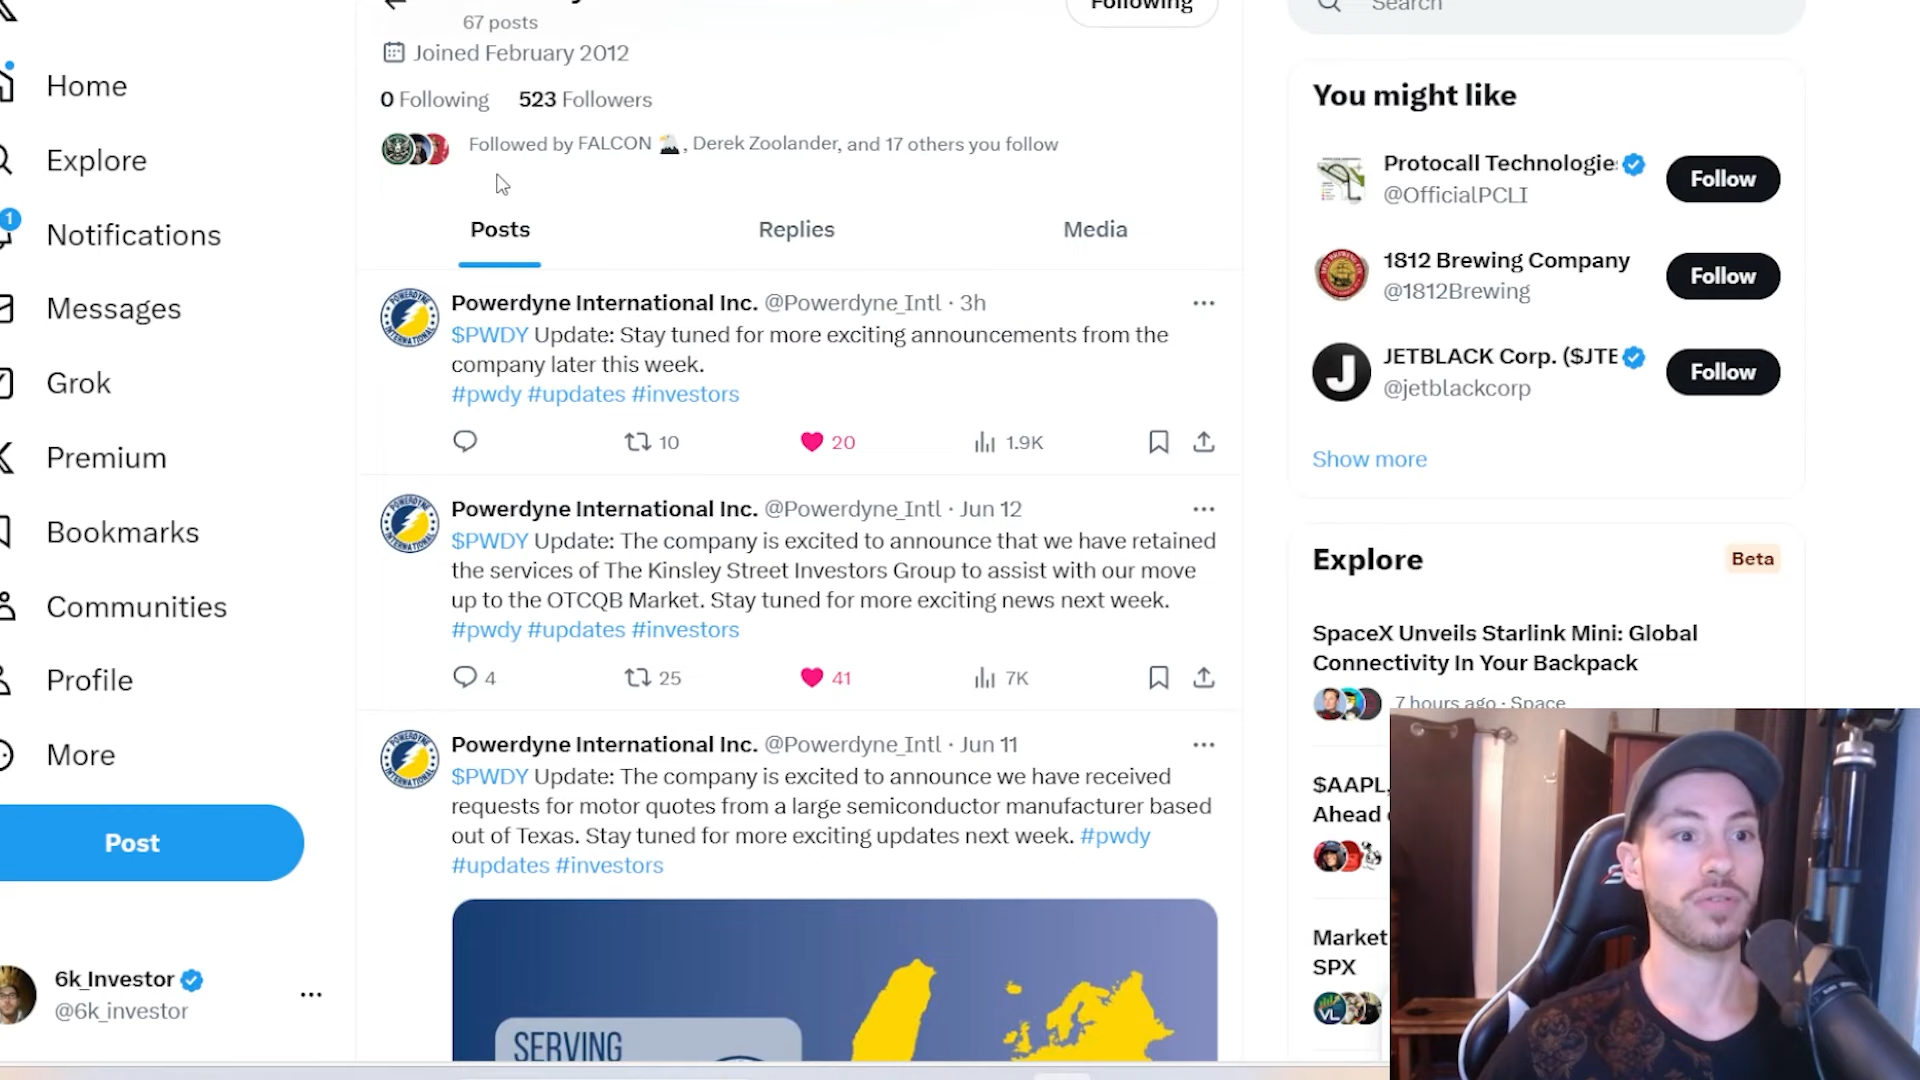 67 posts
Following
Search
Joined February 2012
0 Following 523 Followers
Followed by FALCON, Derek Zoolander, and 17 others you follow
Posts Replies Media
Home
Explore
1
Notifications
Messages
Grok
Premium
Bookmarks
Communities
Profile
More
Post
6k_Investor
@6k_investor
Powerdyne International Inc. @Powerdyne_Intl · 3h
$PWDY Update: Stay tuned for more exciting announcements from the
company later this week.
#pwdy #updates #investors
10 20 1.9K
Powerdyne International Inc. @Powerdyne_Intl · Jun 12
$PWDY Update: The company is excited to announce that we have retained
the services of The Kinsley Street Investors Group to assist with our move
up to the OTCQB Market. Stay tuned for more exciting news next week.
#pwdy #updates #investors
4 25 41 7K
Powerdyne International Inc. @Powerdyne_Intl · Jun 11
$PWDY Update: The company is excited to announce we have received
requests for motor quotes from a large semiconductor manufacturer based
out of Texas. Stay tuned for more exciting updates next week. #pwdy
#updates #investors
SERVING
You might like
Protocall Technologie
@OfficialPCLI
Follow
1812 Brewing Company
@1812Brewing
Follow
JETBLACK Corp. ($JTB
@jetblackcorp
Follow
Show more
Explore Beta
SpaceX Unveils Starlink Mini: Global
Connectivity In Your Backpack
7 hours ago · Space
$AAPL,
Ahead
Market
SPX
VL